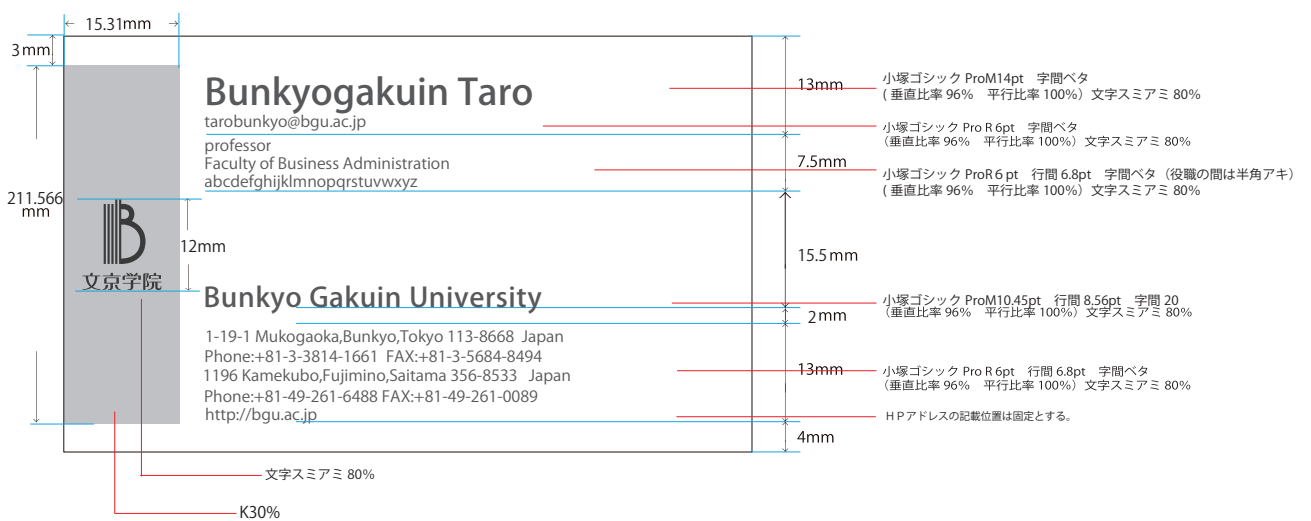 15.31mm
3mm
211.566
mm
Bunkyogakuin Taro
tarobunkyo@bgu.ac.jp
professor
Faculty of Business Administration
abcdefghijklmnopqrstuvwxyz
文京学院
12mm
Bunkyo Gakuin University
1-19-1 Mukogaoka,Bunkyo,Tokyo 113-8668 Japan
Phone:+81-3-3814-1661 FAX:+81-3-5684-8494
1196 Kamekubo,Fujimino,Saitama 356-8533 Japan
Phone:+81-49-261-6488 FAX:+81-49-261-0089
http://bgu.ac.jp
13mm
7.5mm
15.5mm
2mm
13mm
4mm
小塚ゴシック ProM14pt 字間ベタ
( 垂直比率 96% 平行比率 100%）文字スミアミ 80%
小塚ゴシック Pro R 6pt 字間ベタ
（垂直比率 96% 平行比率 100%）文字スミアミ 80%
小塚ゴシック ProR６pt 行間 6.8pt 字間ベタ（役職の間は半角アキ）
( 垂直比率 96% 平行比率 100%）文字スミアミ 80%
小塚ゴシック ProM10.45pt 行間 8.56pt 字間 20
（垂直比率 96% 平行比率 100%）文字スミアミ 80%
小塚ゴシック Pro R 6pt 行間 6.8pt 字間ベタ
（垂直比率 96% 平行比率 100%）文字スミアミ 80%
ＨＰアドレスの記載位置は固定とする。
文字スミアミ 80%
K30%